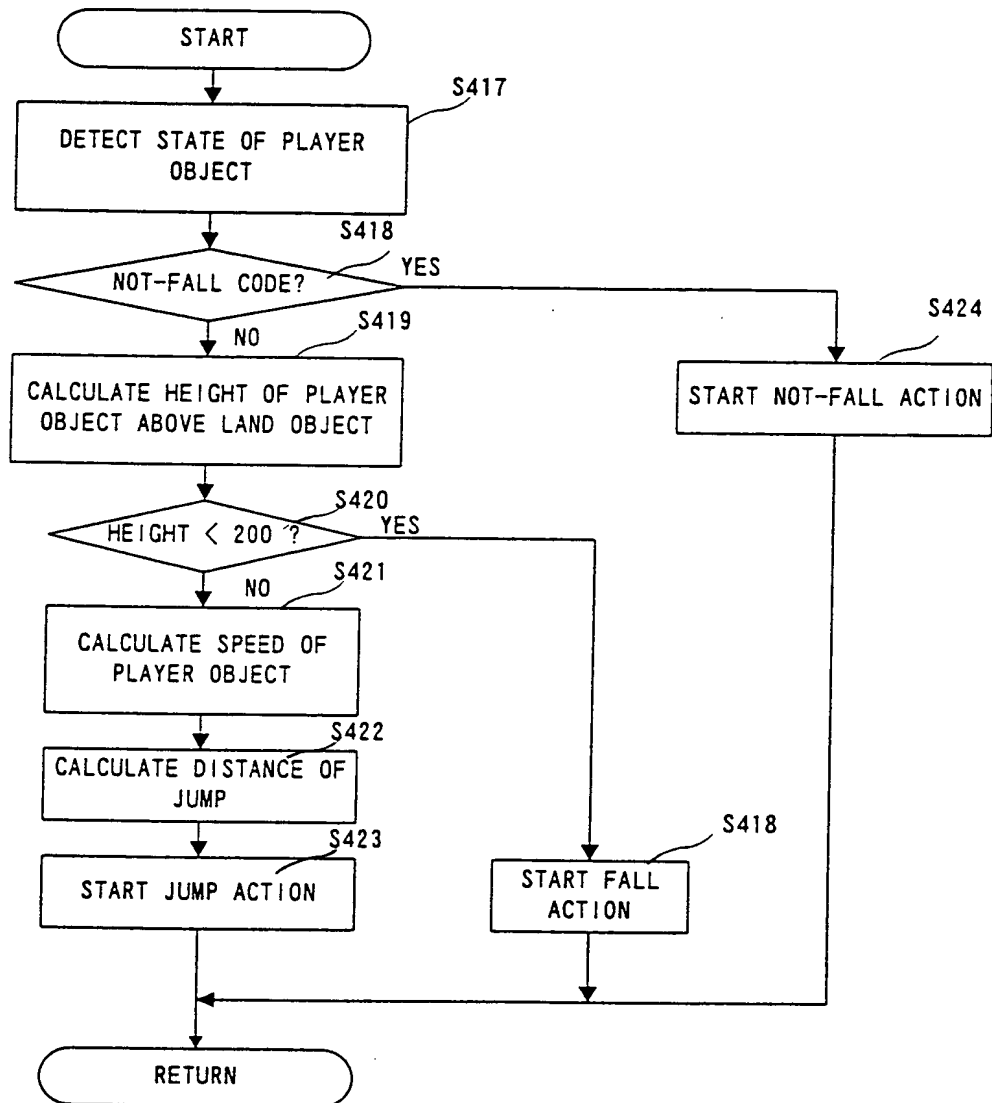 START
S417
DETECT STATE OF PLAYER
OBJECT
S418
NOT-FALL CODE?
YES
NO
S419
S424
CALCULATE HEIGHT OF PLAYER
OBJECT ABOVE LAND OBJECT
START NOT-FALL ACTION
S420
HEIGHT < 200 ?
YES
NO
S421
CALCULATE SPEED OF
PLAYER OBJECT
S422
CALCULATE DISTANCE OF
JUMP
S423
START JUMP ACTION
S418
START FALL
ACTION
RETURN